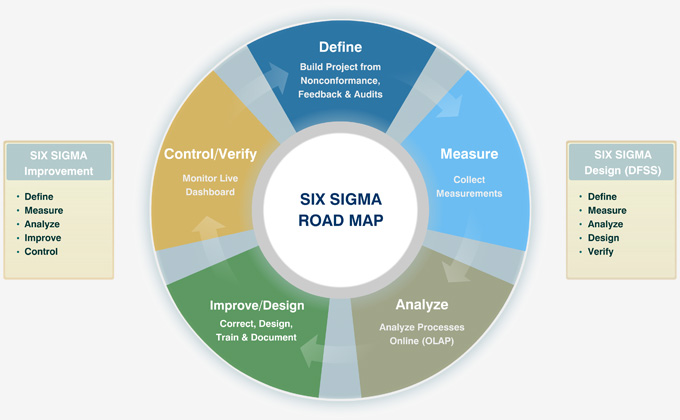 Define
Build Project from
Nonconformance,
Feedback & Audits
Measure
Collect
Measurements
Analyze
Analyze Processes
Online (OLAP)
Improve/Design
Correct, Design,
Train & Document
Control/Verify
Monitor Live
Dashboard
SIX SIGMA
ROAD MAP
SIX SIGMA
Improvement
• Define
• Measure
• Analyze
• Improve
• Control
SIX SIGMA
Design (DFSS)
• Define
• Measure
• Analyze
• Design
• Verify